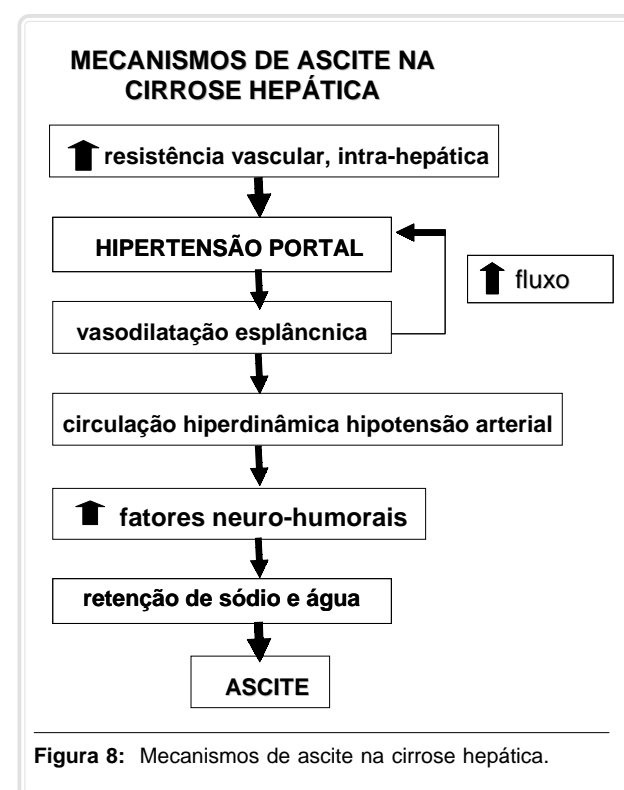 MECANISMOS DE ASCITE NA
CIRROSE HEPÁTICA
resistência vascular, intra-hepática
HIPERTENSÃO PORTAL
fluxo
vasodilatação esplâncnica
circulação hiperdinâmica hipotensão arterial
fatores neuro-humorais
retenção de sódio e água
ASCITE
Figura 8: Mecanismos de ascite na cirrose hepática.